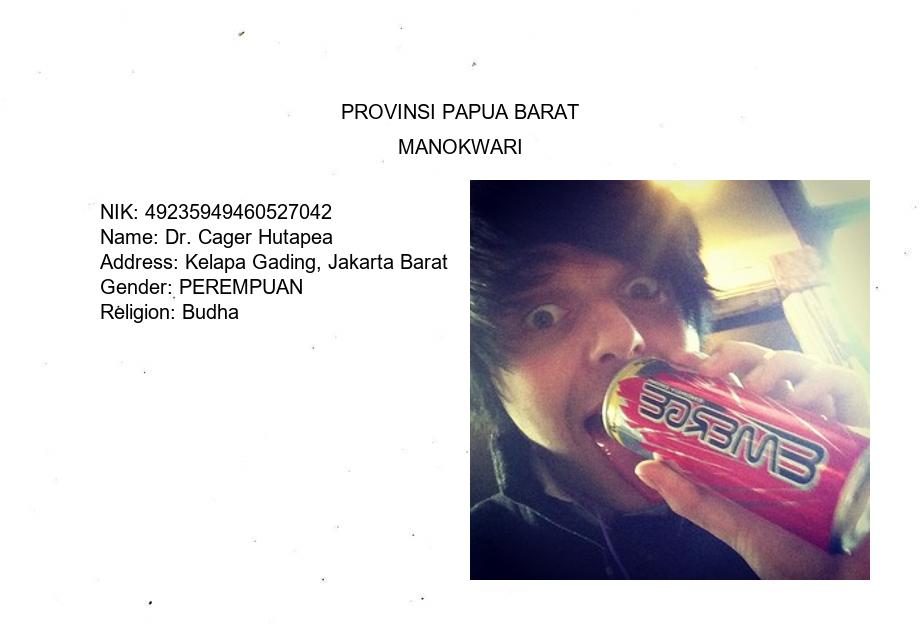 PROVINSI PAPUA BARAT
MANOKWARI
NIK: 49235949460527042
Name: Dr. Cager Hutapea
Address: Kelapa Gading, Jakarta Barat
Gender: PEREMPUAN
Religion: Budha
EMERGE